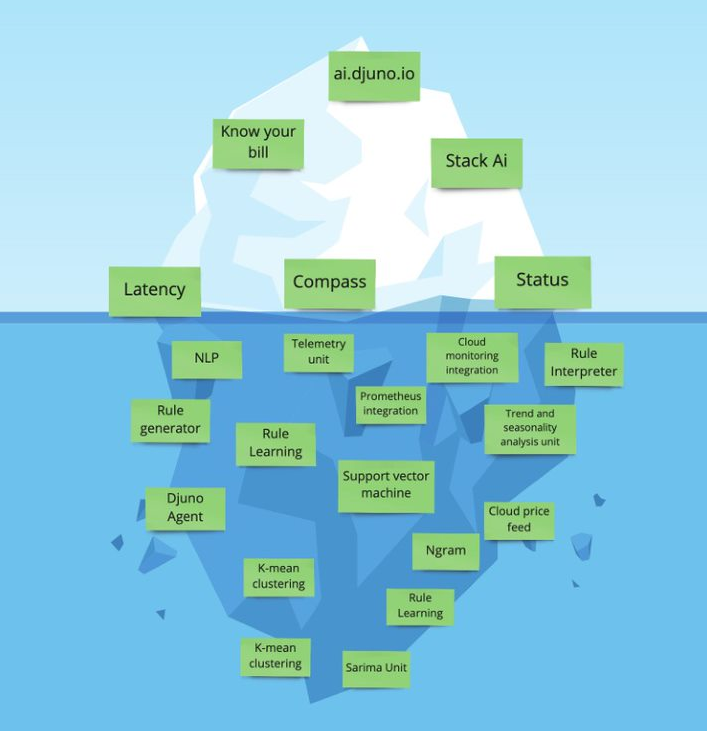 ai.djuno.io
Know your
bill
Stack Ai
Latency
Compass
Status
NLP
Telemetry
unit
Cloud
monitoring
integration
Rule
Interpreter
Prometheus
integration
Rule
generator
Trend and
seasonality
analysis unit
Rule
Learning
Support vector
machine
Djuno
Agent
Cloud price
feed
Ngram
K-mean
clustering
Rule
Learning
K-mean
clustering
Sarima Unit